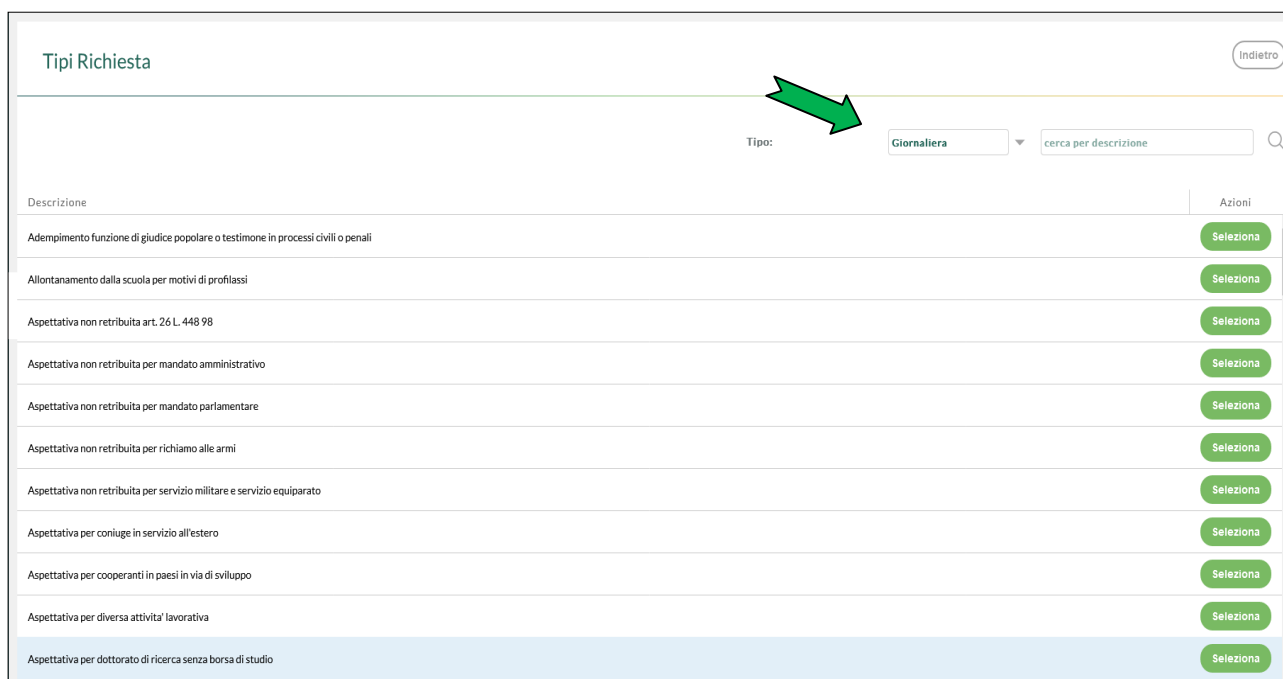 Tipi Richiesta
Indietro
Tipo:
Giornaliera
cerca per descrizione
Descrizione
Azioni
Adempimento funzione di giudice popolare o testimone in processi civili o penali
Seleziona
Allontanamento dalla scuola per motivi di profilassi
Seleziona
Aspettativa non retribuita art. 26 L. 448 98
Seleziona
Aspettativa non retribuita per mandato amministrativo
Seleziona
Aspettativa non retribuita per mandato parlamentare
Seleziona
Aspettativa non retribuita per richiamo alle armi
Seleziona
Aspettativa non retribuita per servizio militare e servizio equiparato
Seleziona
Aspettativa per coniuge in servizio all'estero
Seleziona
Aspettativa per cooperanti in paesi in via di sviluppo
Seleziona
Aspettativa per diversa attivita' lavorativa
Seleziona
Aspettativa per dottorato di ricerca senza borsa di studio
Seleziona